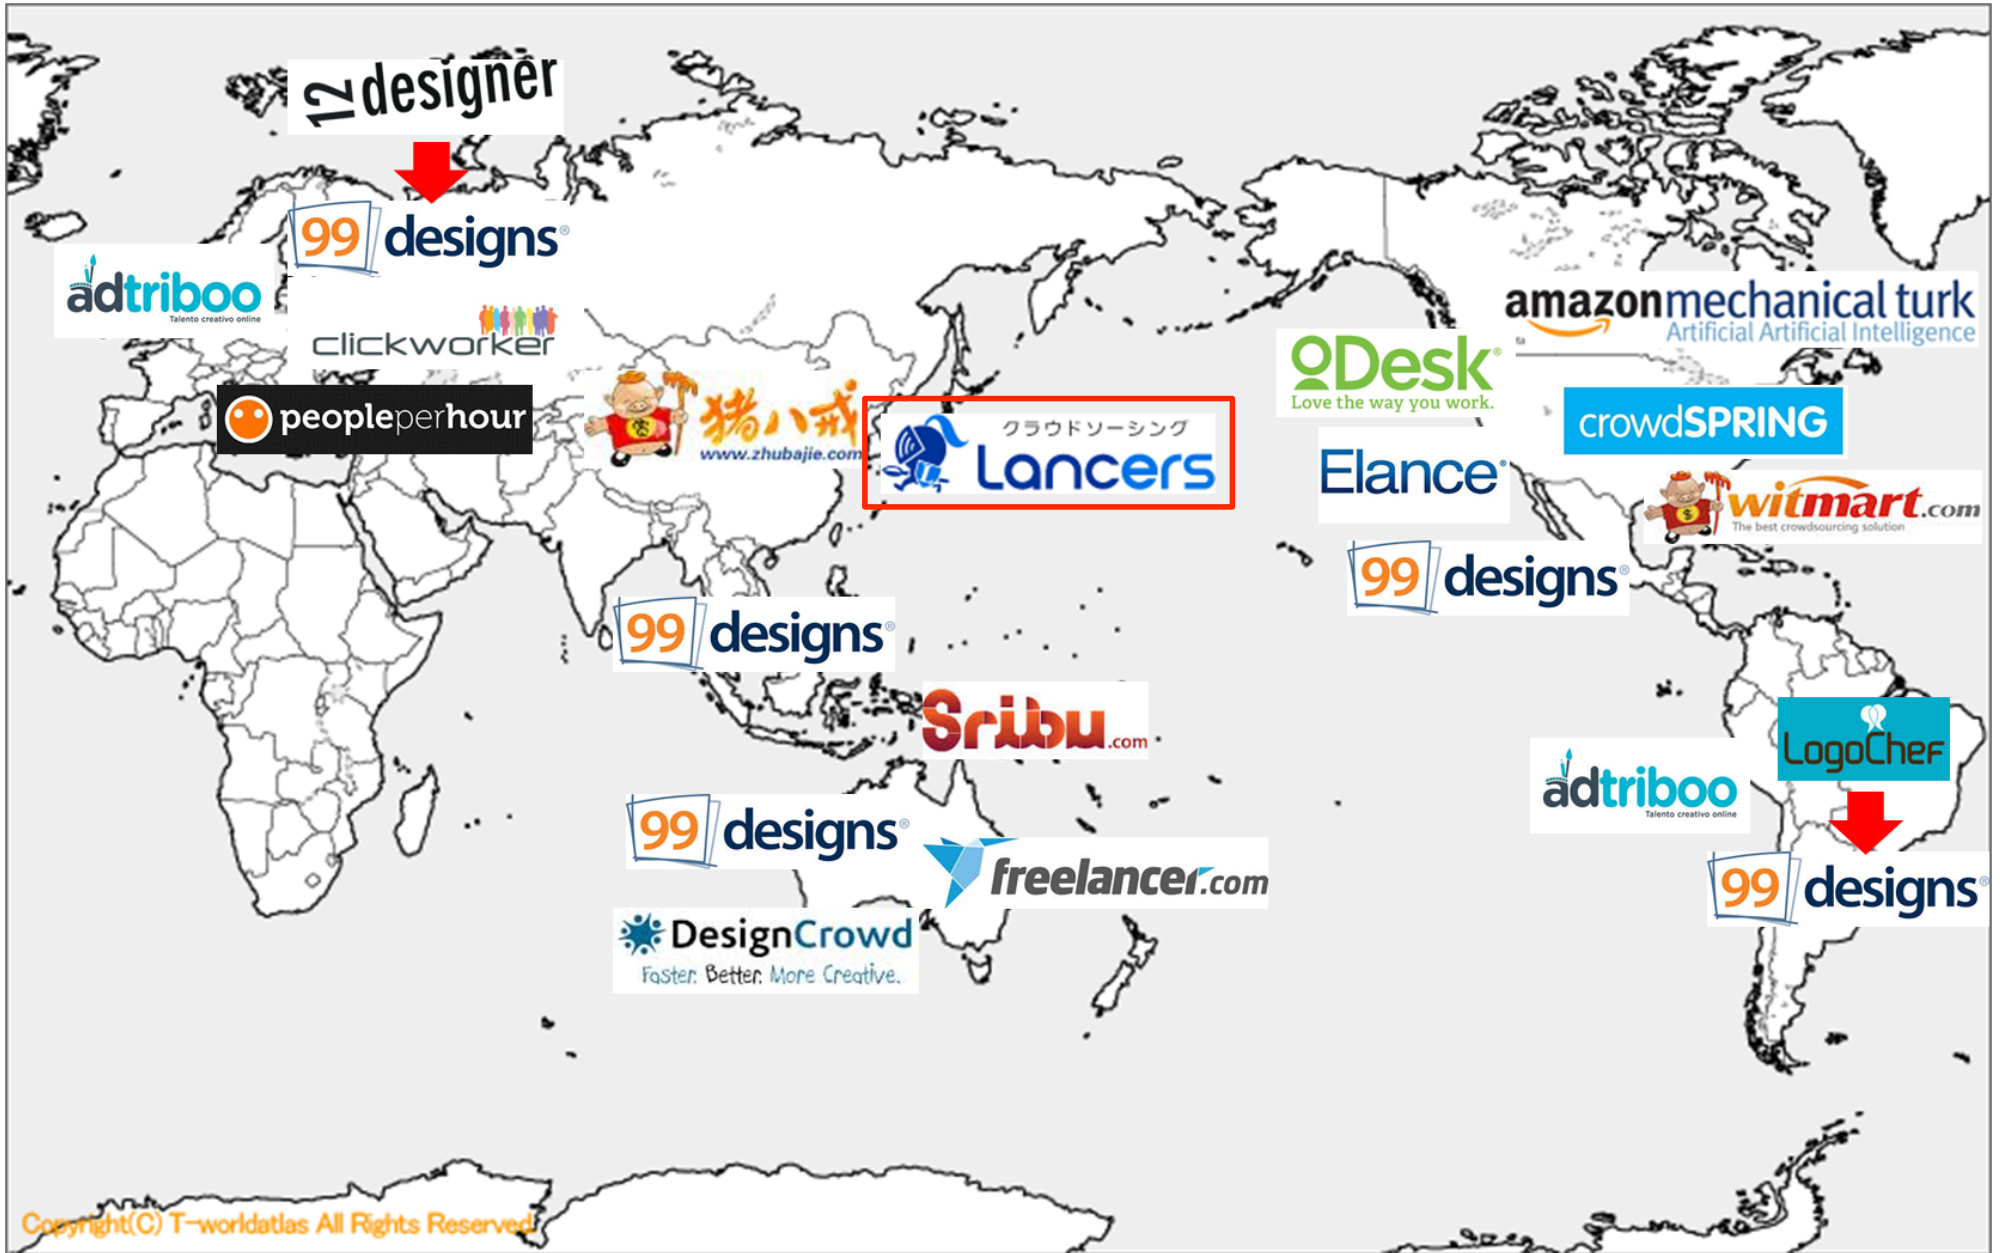 12designer
99designs®
adtriboo
Talento creativo online
clickworker
peopleperhour
猪八戒
www.zhubajie.com
クラウドソーシング
Lancers
amazonmechanical turk
Artificial Artificial Intelligence
oDesk®
Love the way you work.
crowdSPRING
Elance®
$
witmart.com
The best crowdsourcing solution
99designs®
99designs®
Sribu.com
LogoChef
adtriboo
Talento creativo online
99designs®
freelancer.com
99designs®
DesignCrowd
Faster. Better. More Creative.
Copyright(C) T-worldatlas All Rights Reserved